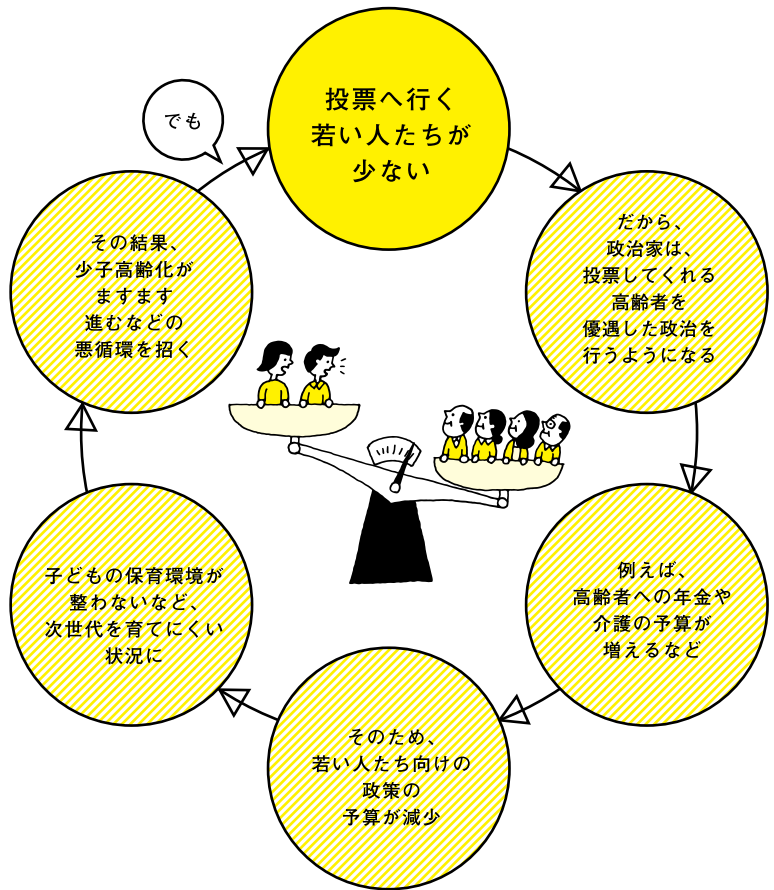 投票へ行く
若い人たちが
少ない
だから、
政治家は、
投票してくれる
高齢者を
優遇した政治を
行うようになる
例えば、
高齢者への年金や
介護の予算が
増えるなど
そのため、
若い人たち向けの
政策の
予算が減少
子どもの保育環境が
整わないなど、
次世代を育てにくい
状況に
その結果、
少子高齢化が
ますます
進むなどの
悪循環を招く
でも